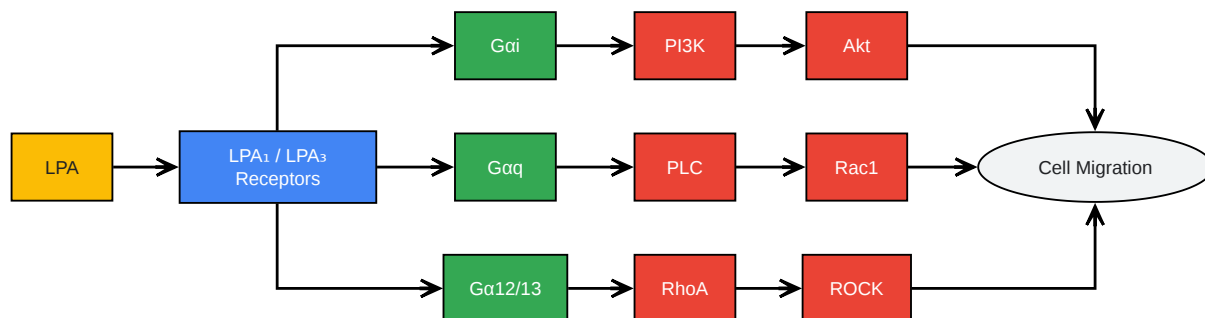 Gαi
PI3K
Akt
LPA
LPA₁ / LPA₃
Receptors
Gαq
PLC
Rac1
Cell Migration
Gα12/13
RhoA
ROCK